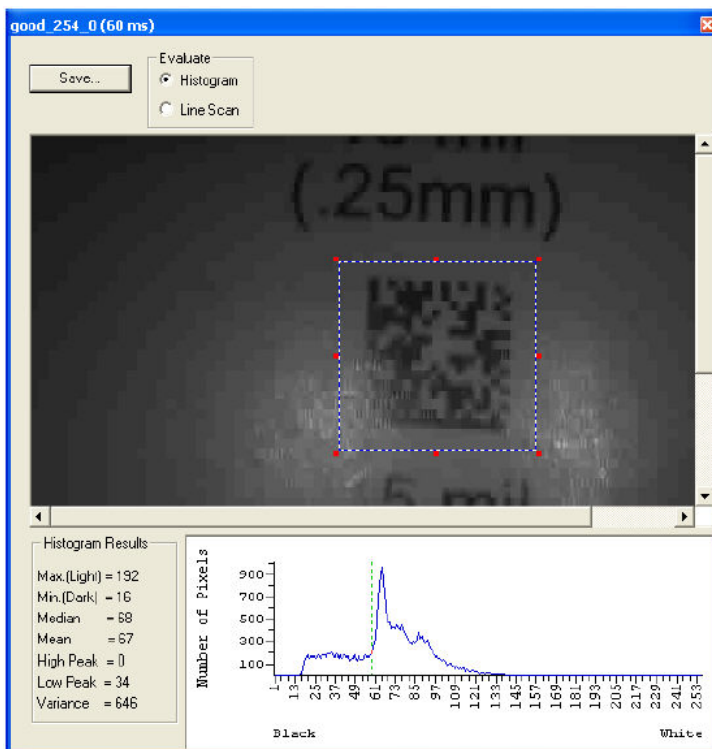 good_254_0 (60 ms)
Save...
Evaluate
Histogram
Line Scan
mil
(.25mm)
5 mil
Histogram Results
Max.(Light) = 192
Min.(Dark) = 16
Median = 68
Mean = 67
High Peak = 0
Low Peak = 34
Variance = 646
Number of Pixels
900
700
500
300
100
1 13 25 37 49 61 73 85 97 109 121 133 145 157 169 181 193 205 217 229 241 253
Black White